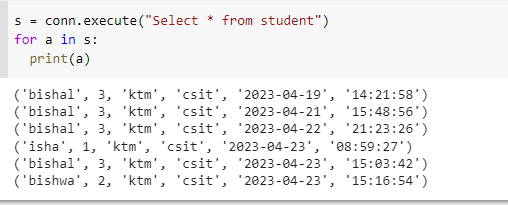 s = conn.execute("Select * from student")
for a in s:
  print(a)
('bishal', 3, 'ktm', 'csit', '2023-04-19', '14:21:58')
('bishal', 3, 'ktm', 'csit', '2023-04-21', '15:48:56')
('bishal', 3, 'ktm', 'csit', '2023-04-22', '21:23:26')
('isha', 1, 'ktm', 'csit', '2023-04-23', '08:59:27')
('bishal', 3, 'ktm', 'csit', '2023-04-23', '15:03:42')
('bishwa', 2, 'ktm', 'csit', '2023-04-23', '15:16:54')